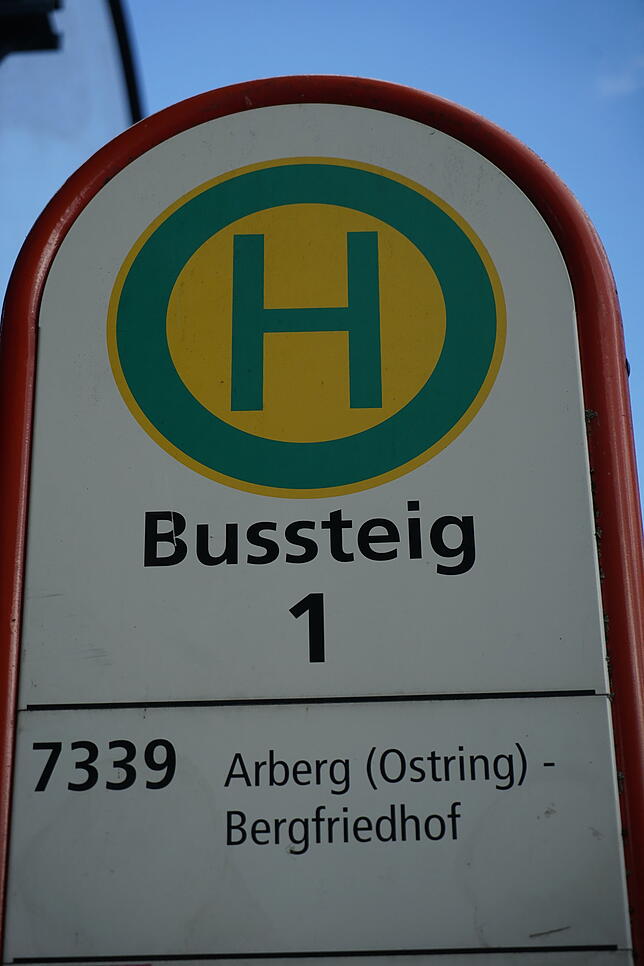 H
Bussteig
1
7339 Arberg (Ostring) -
Bergfriedhof